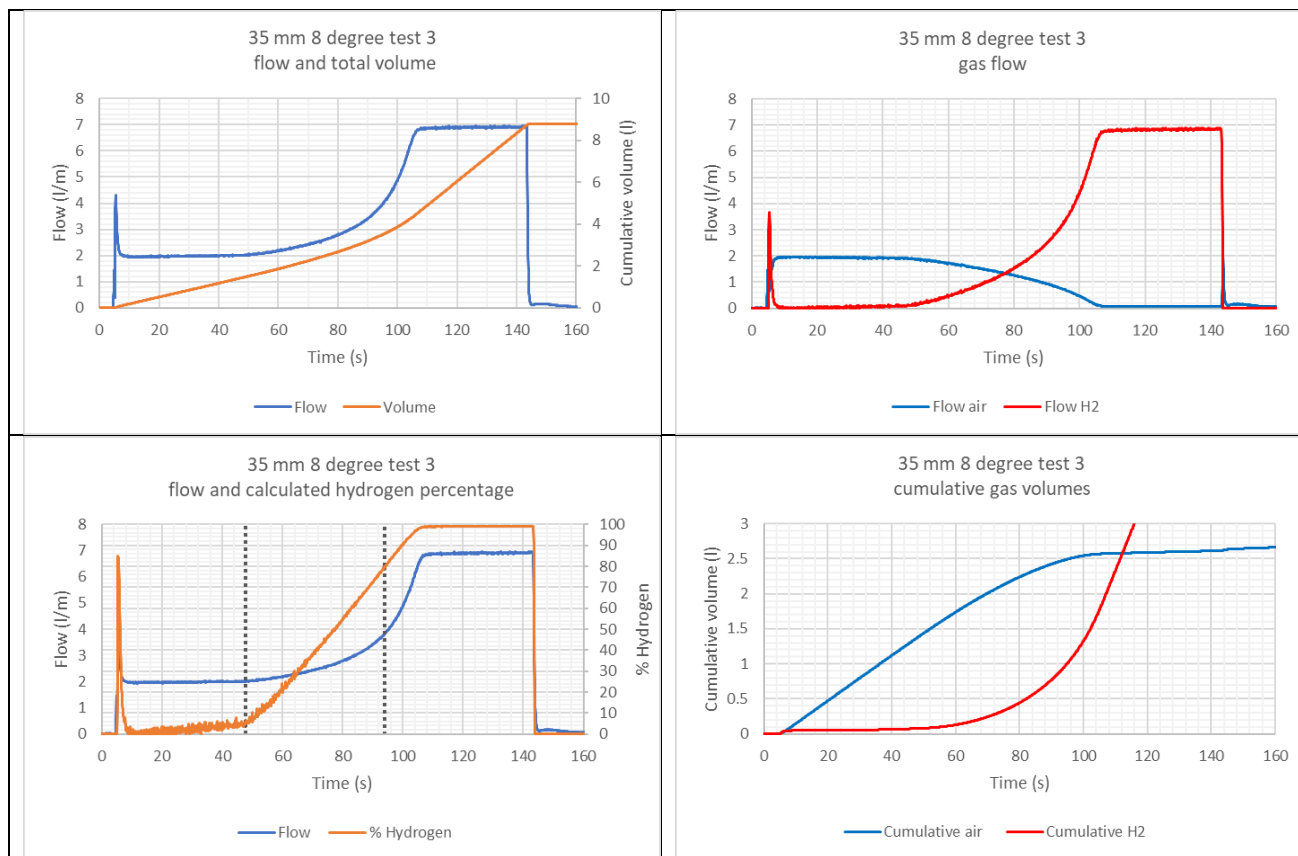 35 mm 8 degree test 3
flow and total volume
8
7
6
5
4
3
2
1
0
10
8
6
4
2
0
Flow (l/m)
Cumulative volume (l)
0 20 40 60 80 100 120 140 160
Time (s)
Flow Volume
35 mm 8 degree test 3
gas flow
8
7
6
5
4
3
2
1
0
Flow (l/m)
0 20 40 60 80 100 120 140 160
Time (s)
Flow air Flow H2
35 mm 8 degree test 3
flow and calculated hydrogen percentage
8
7
6
5
4
3
2
1
0
100
90
80
70
60
50
40
30
20
10
0
Flow (l/m)
% Hydrogen
0 20 40 60 80 100 120 140 160
Time (s)
Flow % Hydrogen
35 mm 8 degree test 3
cumulative gas volumes
3
2.5
2
1.5
1
0.5
0
Cumulative volume (l)
0 20 40 60 80 100 120 140 160
Time (s)
Cumulative air Cumulative H2